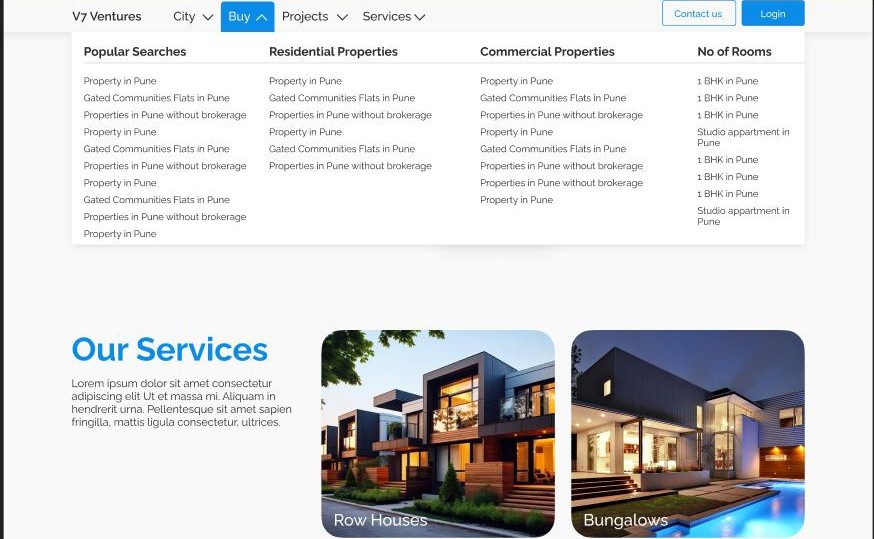 V7 Ventures City Buy Projects Services Contact us Login
Popular Searches
Property in Pune
Gated Communities Flats in Pune
Properties in Pune without brokerage
Property in Pune
Gated Communities Flats in Pune
Properties in Pune without brokerage
Property in Pune
Gated Communities Flats in Pune
Properties in Pune without brokerage
Property in Pune
Residential Properties
Property in Pune
Gated Communities Flats in Pune
Properties in Pune without brokerage
Property in Pune
Gated Communities Flats in Pune
Properties in Pune without brokerage
Commercial Properties
Property in Pune
Gated Communities Flats in Pune
Properties in Pune without brokerage
Property in Pune
Gated Communities Flats in Pune
Properties in Pune without brokerage
Properties in Pune without brokerage
Property in Pune
No of Rooms
1 BHK in Pune
1 BHK in Pune
1 BHK in Pune
Studio appartment in
Pune
1 BHK in Pune
1 BHK in Pune
1 BHK in Pune
Studio appartment in
Pune
Our Services
Lorem ipsum dolor sit amet consectetur
adipiscing elit Ut et massa mi. Aliquam in
hendrerit urna. Pellentesque sit amet sapien
fringilla, mattis ligula consectetur, ultrices.
Row Houses
Bungalows